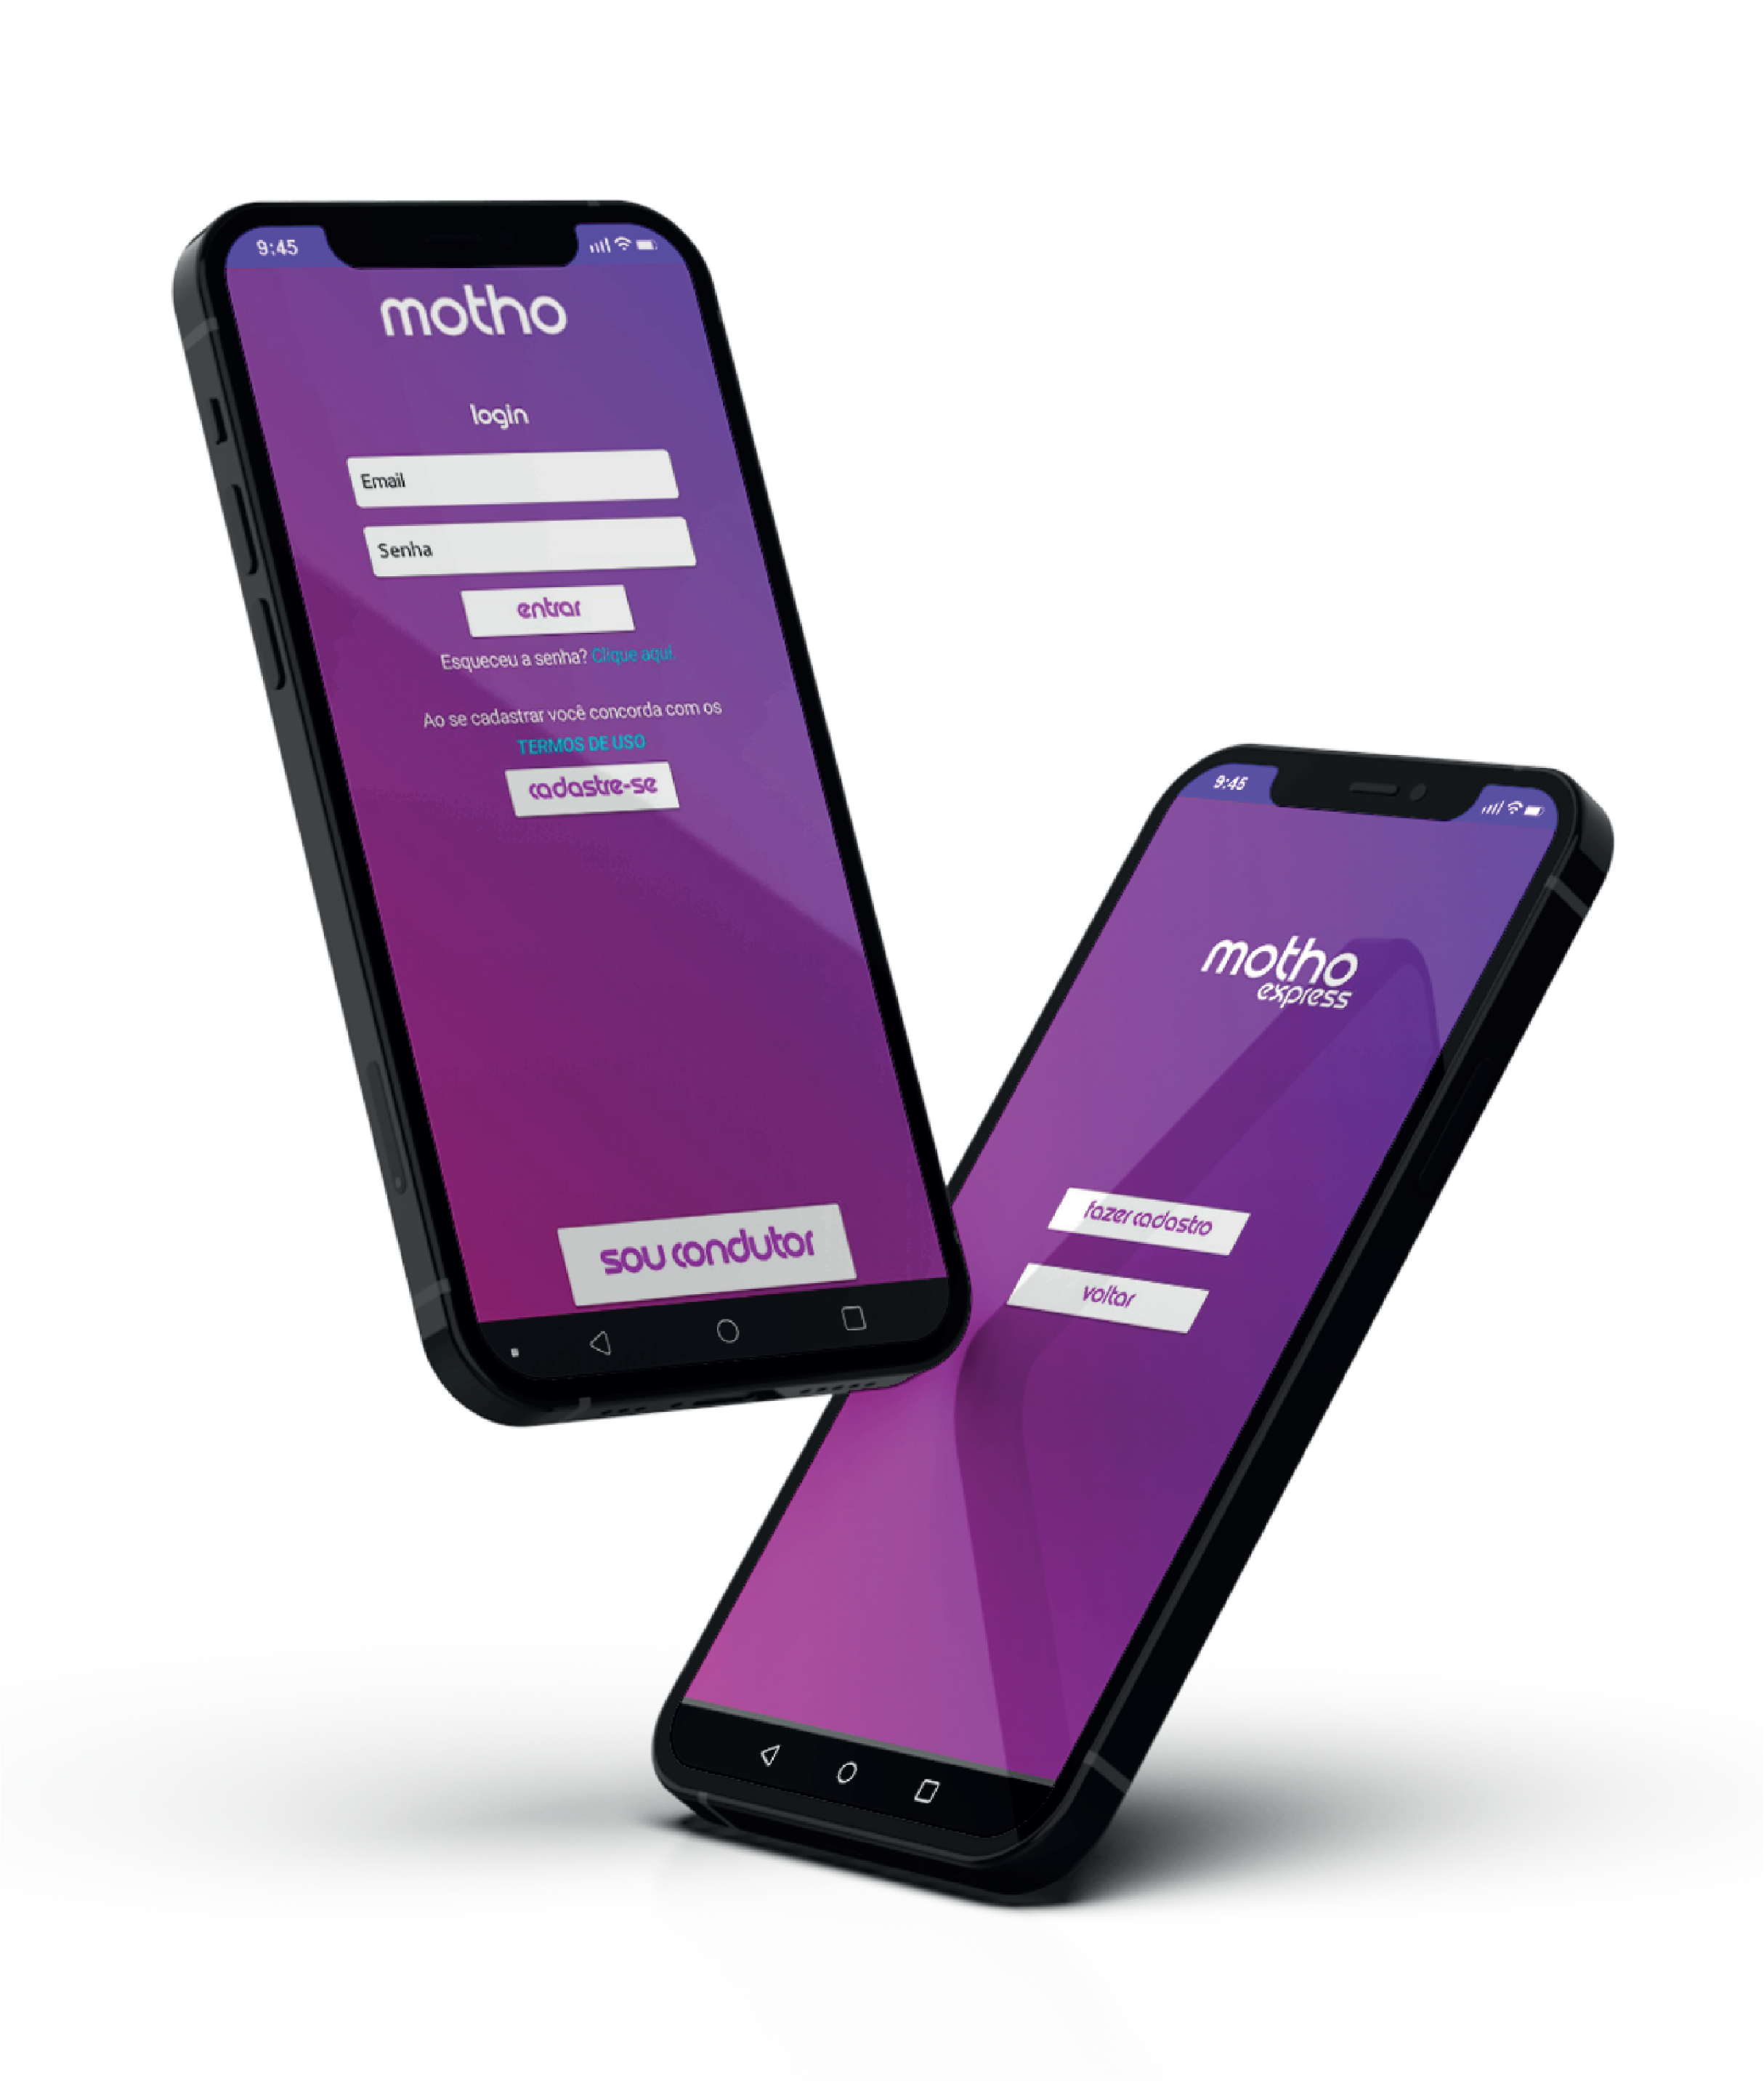 9:45
motho
login
Email
Senha
entrar
Esqueceu a senha? Clique aqui.
Ao se cadastrar você concorda com os
TERMOS DE USO
cadastre-se
sou condutor
9:45
motho
express
fazer cadastro
voltar